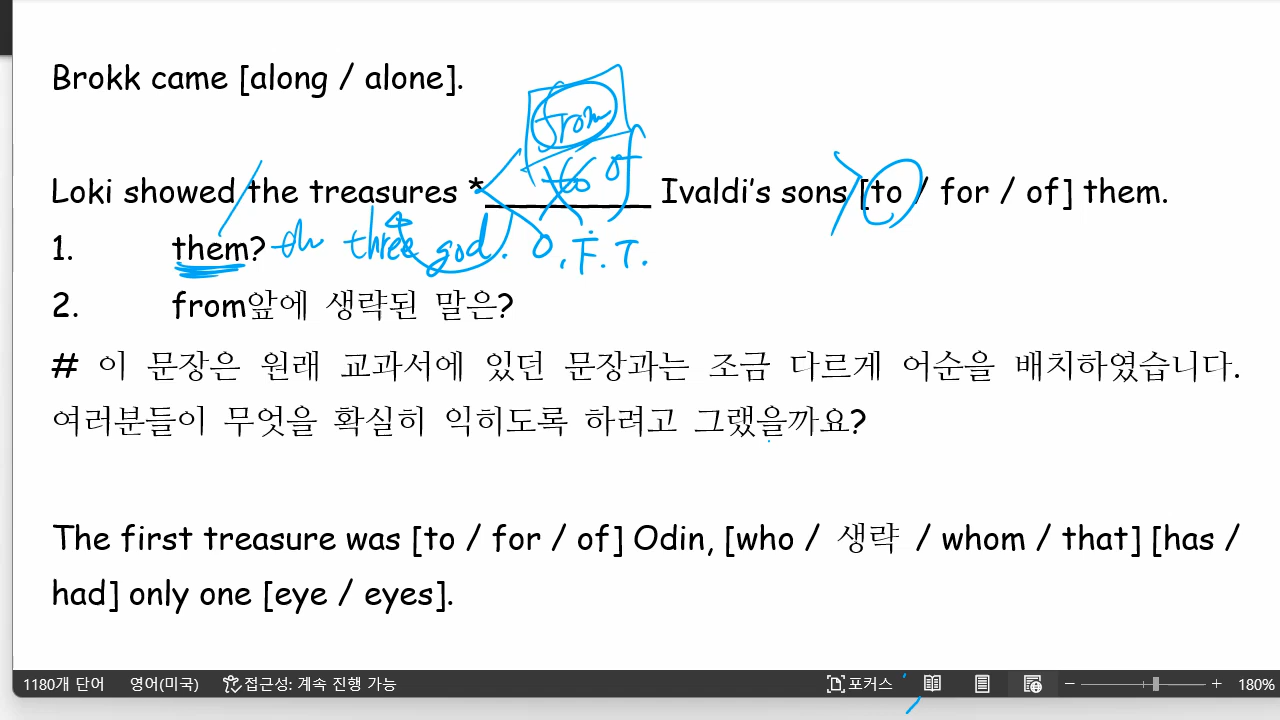 Brokk came [along / alone].
from
too of
Loki showed the treasures *__________ Ivaldi's sons [to / for / of] them.
1. them? the three god. O. F. T.
2. from앞에 생략된 말은?
# 이 문장은 원래 교과서에 있던 문장과는 조금 다르게 어순을 배치하였습니다.
여러분들이 무엇을 확실히 익히도록 하려고 그랬을까요?
The first treasure was [to / for / of] Odin, [who / 생략 / whom / that] [has /
had] only one [eye / eyes].
1180개 단어 영어(미국) 접근성: 계속 진행 가능 포커스 180%